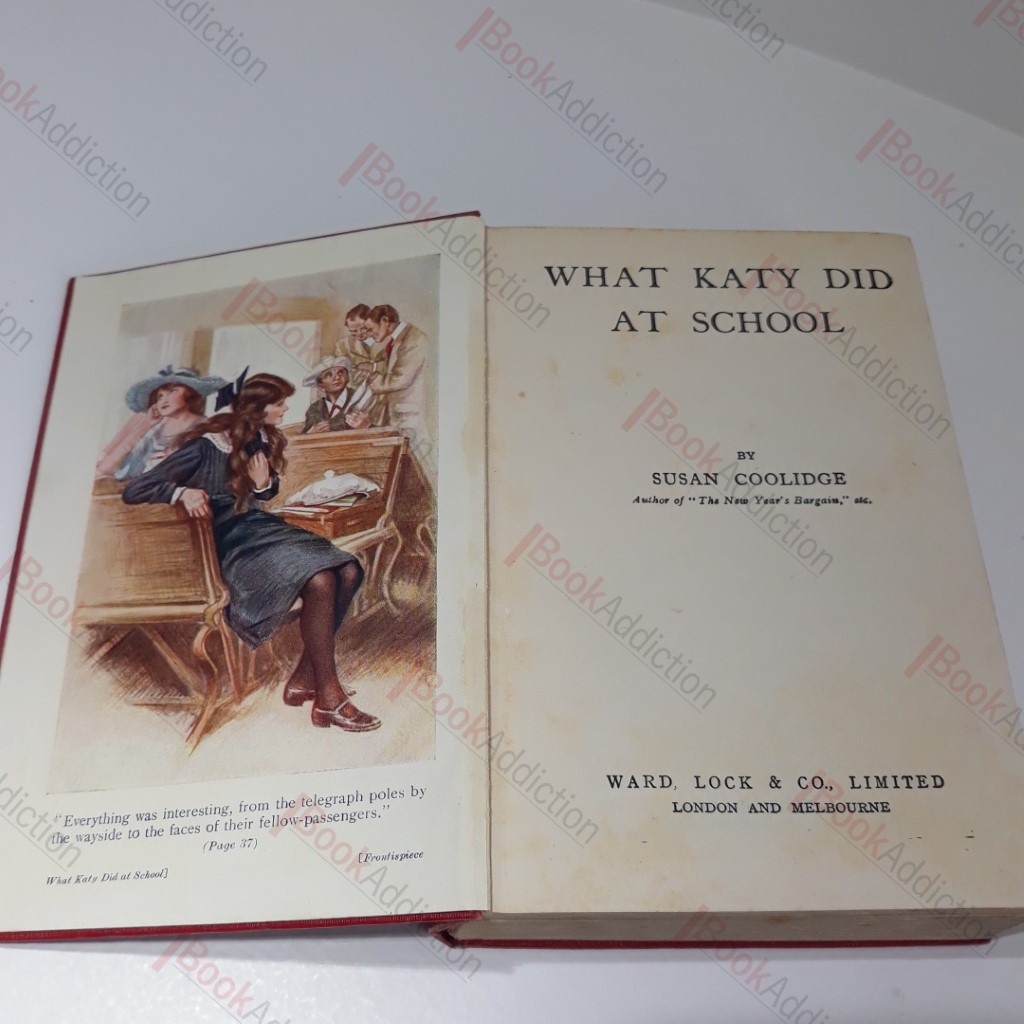 "Everything was interesting, from the telegraph poles by
the wayside to the faces of their fellow-passengers."
(Page 37)
[Frontispiece
What Katy Did at School]
WHAT KATY DID
AT SCHOOL
BY
SUSAN COOLIDGE
Author of "The New Year's Bargain," etc.
WARD, LOCK & CO., LIMITED
LONDON AND MELBOURNE
BookAddiction